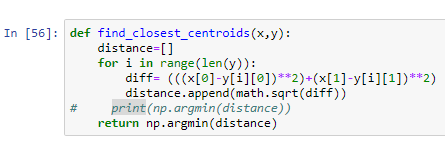 In [56]: def find_closest_centroids(x,y):
    distance=[]
    for i in range(len(y)):
        diff= (((x[0]-y[i][0])**2)+(x[1]-y[i][1])**2)
        distance.append(math.sqrt(diff))
#     print(np.argmin(distance))
    return np.argmin(distance)